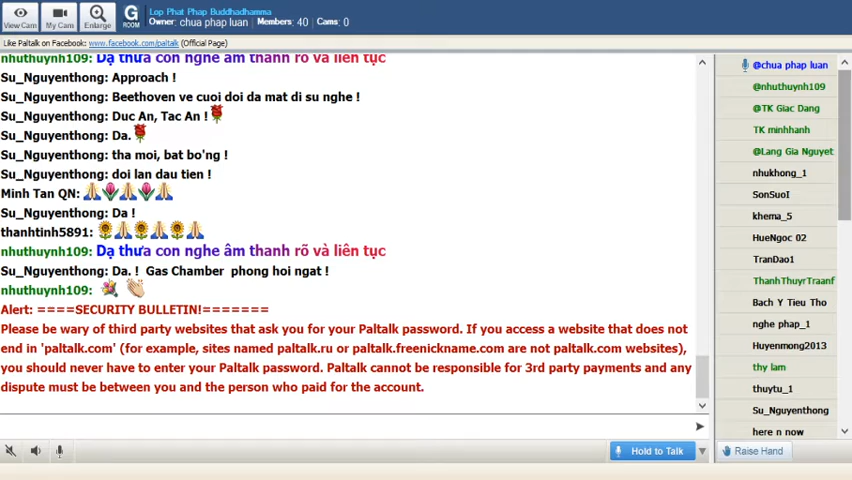 View Cam
My Cam
Enlarge
G
ROOM
Lop Phat Phap Buddhadhamma
Owner: chua phap luan Members: 40 Cams: 0
Like Paltalk on Facebook: www.facebook.com/paltalk (Official Page)
nhuthuynh109: Dạ thưa con nghe âm thanh rõ và liên tục
Su_Nguyenthong: Approach !
Su_Nguyenthong: Beethoven ve cuoi doi da mat di su nghe !
Su_Nguyenthong: Duc An, Tac An !
Su_Nguyenthong: Da.
Su_Nguyenthong: tha moi, bat bo'ng !
Su_Nguyenthong: doi lan dau tien !
Minh Tan QN:
Su_Nguyenthong: Da !
thanhtinh5891:
nhuthuynh109: Dạ thưa con nghe âm thanh rõ và liên tục
Su_Nguyenthong: Da. ! Gas Chamber phong hoi ngat !
nhuthuynh109:
Alert: ====SECURITY BULLETIN!=======
Please be wary of third party websites that ask you for your Paltalk password. If you access a website that does not
end in 'paltalk.com' (for example, sites named paltalk.ru or paltalk.freenickname.com are not paltalk.com websites),
you should never have to enter your Paltalk password. Paltalk cannot be responsible for 3rd party payments and any
dispute must be between you and the person who paid for the account.
Hold to Talk
@chua phap luan
@nhuthuynh109
@TK Giac Dang
TK minhhanh
@Lang Gia Nguyet
nhukhong_1
SonSuoI
khema_5
HueNgoc 02
TranDao1
ThanhThuyrTraanf
Bach Y Tieu Tho
nghe phap_1
Huyenmong2013
thy lam
thuytu_1
Su_Nguyenthong
here n now
Raise Hand